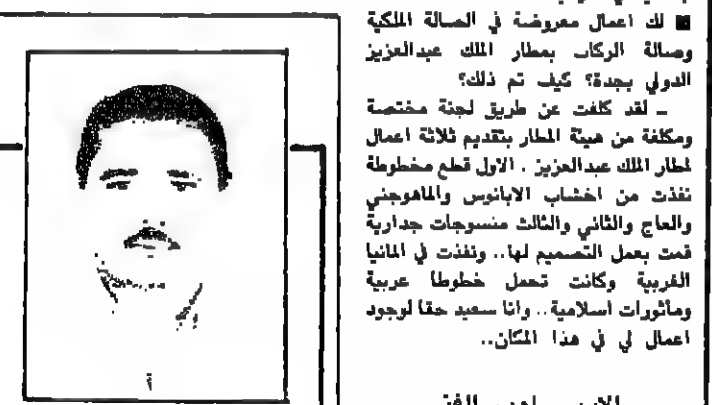 ■ لك اعمال معروضة في الصالة الملكية
وصالة الركاب بمطار الملك عبدالعزيز
الدولي بجدة؟ كيف تم ذلك؟
ـ لقد كلفت عن طريق لجنة مختصة
ومكلفة من هيئة المطار بتقديم ثلاثة اعمال
لمطار الملك عبدالعزيز . الاول قطع مخطوطة
نفذت من اخشاب الابانوس والماهوجني
والعاج والثاني والثالث منسوجات جدارية
قمت بعمل التصميم لها.. ونفذت في المانيا
الغربية وكانت تحمل خطوطا عربية
ومأثورات اسلامية.. وانا سعيد حقا لوجود
اعمال لي في هذا المكان..